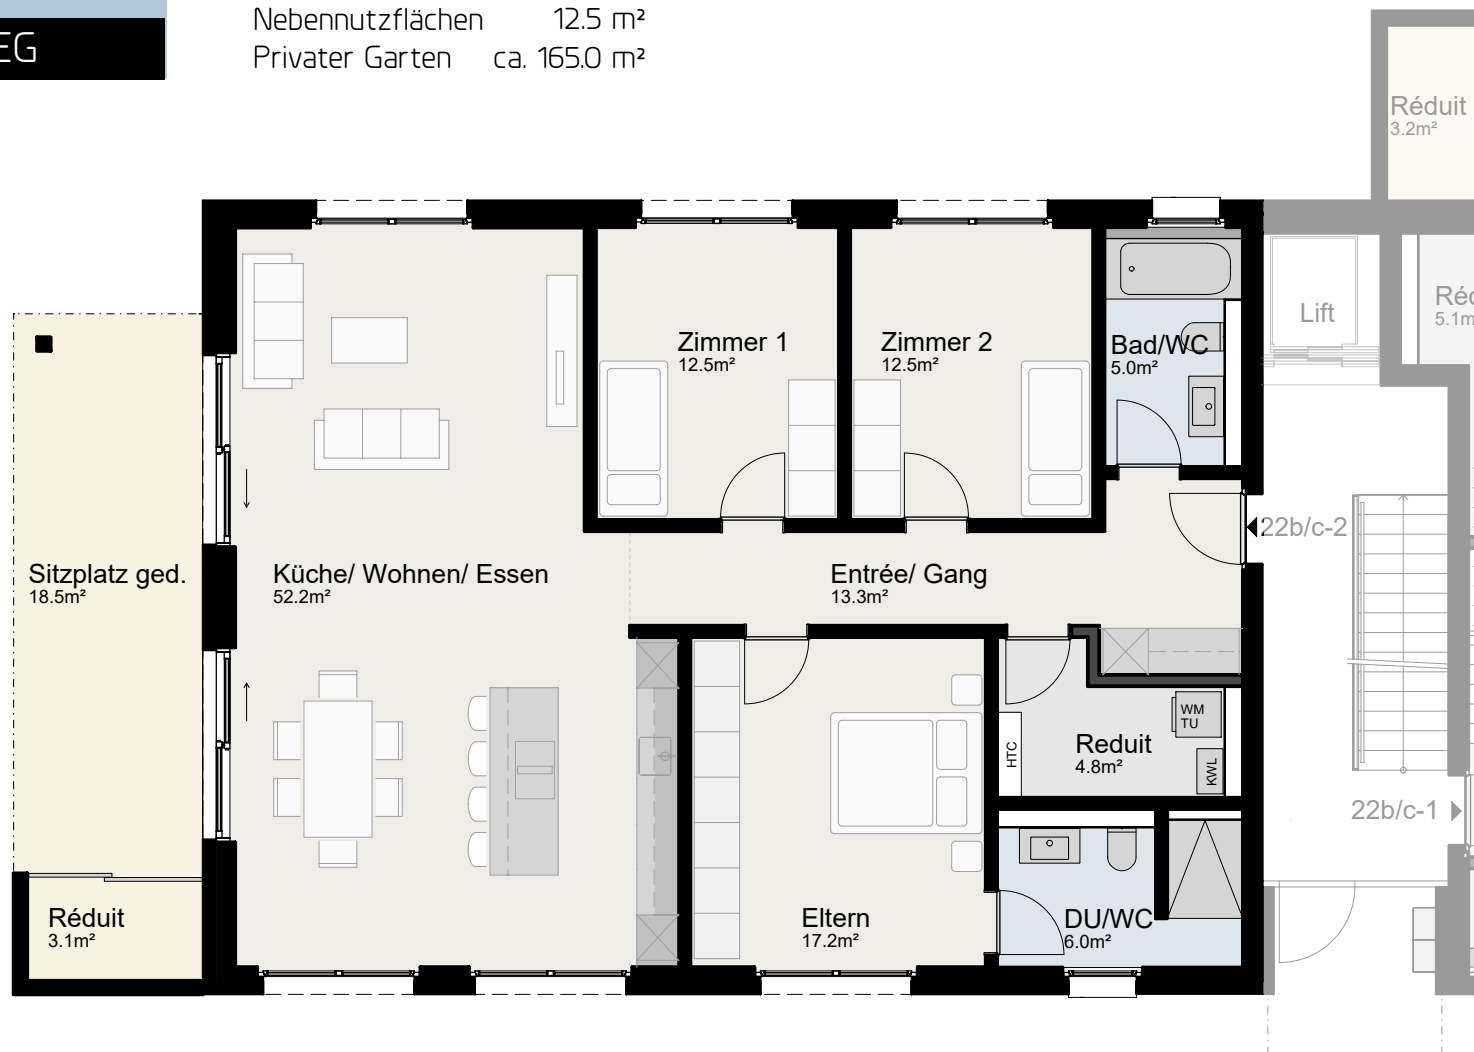 EG
Nebennutzflächen 12.5 m²
Privater Garten ca. 165.0 m²
Réduit
3.2m²
Lift
5.1m
Zimmer 1
12.5m²
Zimmer 2
12.5m²
Bad/WC
5.0m²
22b/c-2
Sitzplatz ged.
18.5m²
Küche/ Wohnen/ Essen
52.2m²
Entrée/ Gang
13.3m²
WM
TU
HTC
Reduit
4.8m²
KWL
22b/c-1
Réduit
3.1m²
Eltern
17.2m²
DU/WC
6.0m²